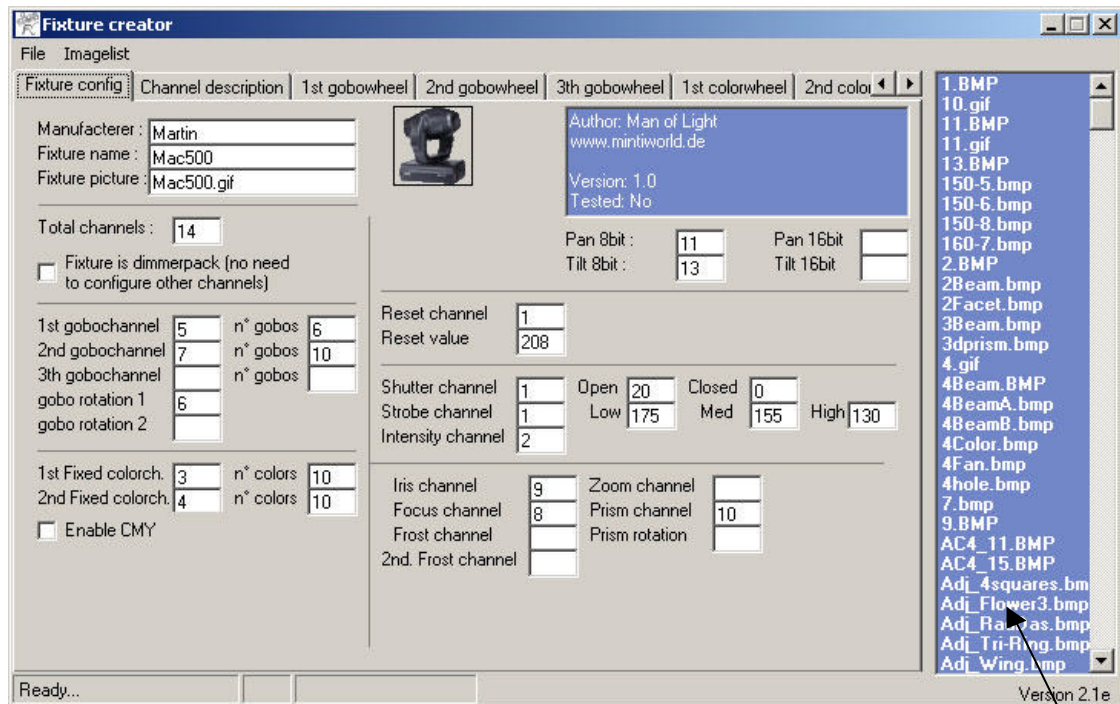 Fixture creator
File Imagelist
Fixture config Channel description 1st gobowheel 2nd gobowheel 3th gobowheel 1st colorwheel 2nd color
Manufacterer : Martin
Fixture name : Mac500
Fixture picture : Mac500.gif
Author: Man of Light
www.mintiworld.de
Version: 1.0
Tested: No
Total channels : 14
Fixture is dimmerpack (no need
to configure other channels)
Pan 8bit : 11 Pan 16bit
Tilt 8bit : 13 Tilt 16bit
1st gobochannel 5 n° gobos 6
2nd gobochannel 7 n° gobos 10
3th gobochannel n° gobos
gobo rotation 1 6
gobo rotation 2
Reset channel 1
Reset value 208
Shutter channel 1 Open 20 Closed 0
Strobe channel 1 Low 175 Med 155 High 130
Intensity channel 2
1st Fixed colorch. 3 n° colors 10
2nd Fixed colorch. 4 n° colors 10
Enable CMY
Iris channel 9 Zoom channel
Focus channel 8 Prism channel 10
Frost channel Prism rotation
2nd. Frost channel
1.BMP
10.gif
11.BMP
11.gif
13.BMP
150-5.bmp
150-6.bmp
150-8.bmp
160-7.bmp
2.BMP
2Beam.bmp
2Facet.bmp
3Beam.bmp
3dprism.bmp
4.gif
4Beam.BMP
4BeamA.bmp
4BeamB.bmp
4Color.bmp
4Fan.bmp
4hole.bmp
7.bmp
9.BMP
AC4_11.BMP
AC4_15.BMP
Adj_4squares.bm
Adj_Flower3.bmp
Adj_Tri-Ring.bmp
Adj_Wing.bmp
Ready...
Version 2.1e